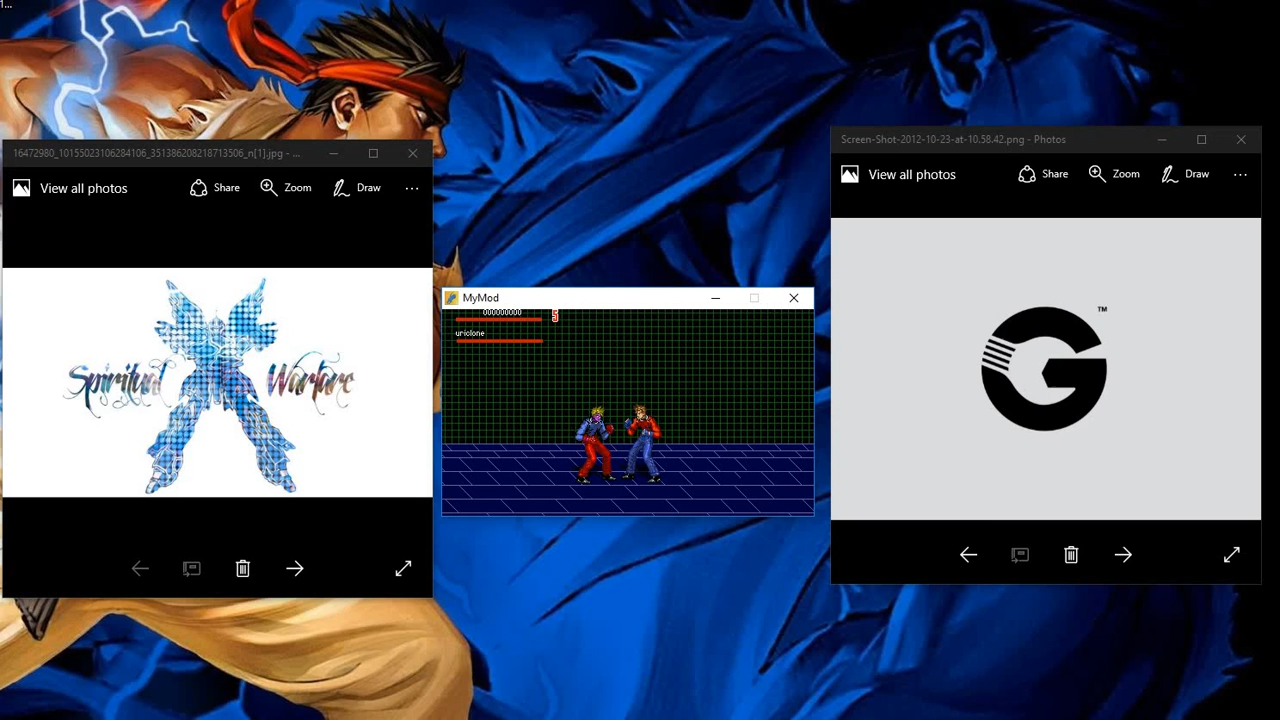 1...
16472980_10155023106284106_351386208218713506_n[1].jpg - ...
View all photos
Share
Zoom
Draw
Spiritual Warfare
MyMod
000000000
5
uriclone
Screen-Shot-2012-10-23-at-10.58.42.png - Photos
View all photos
Share
Zoom
Draw
G
TM